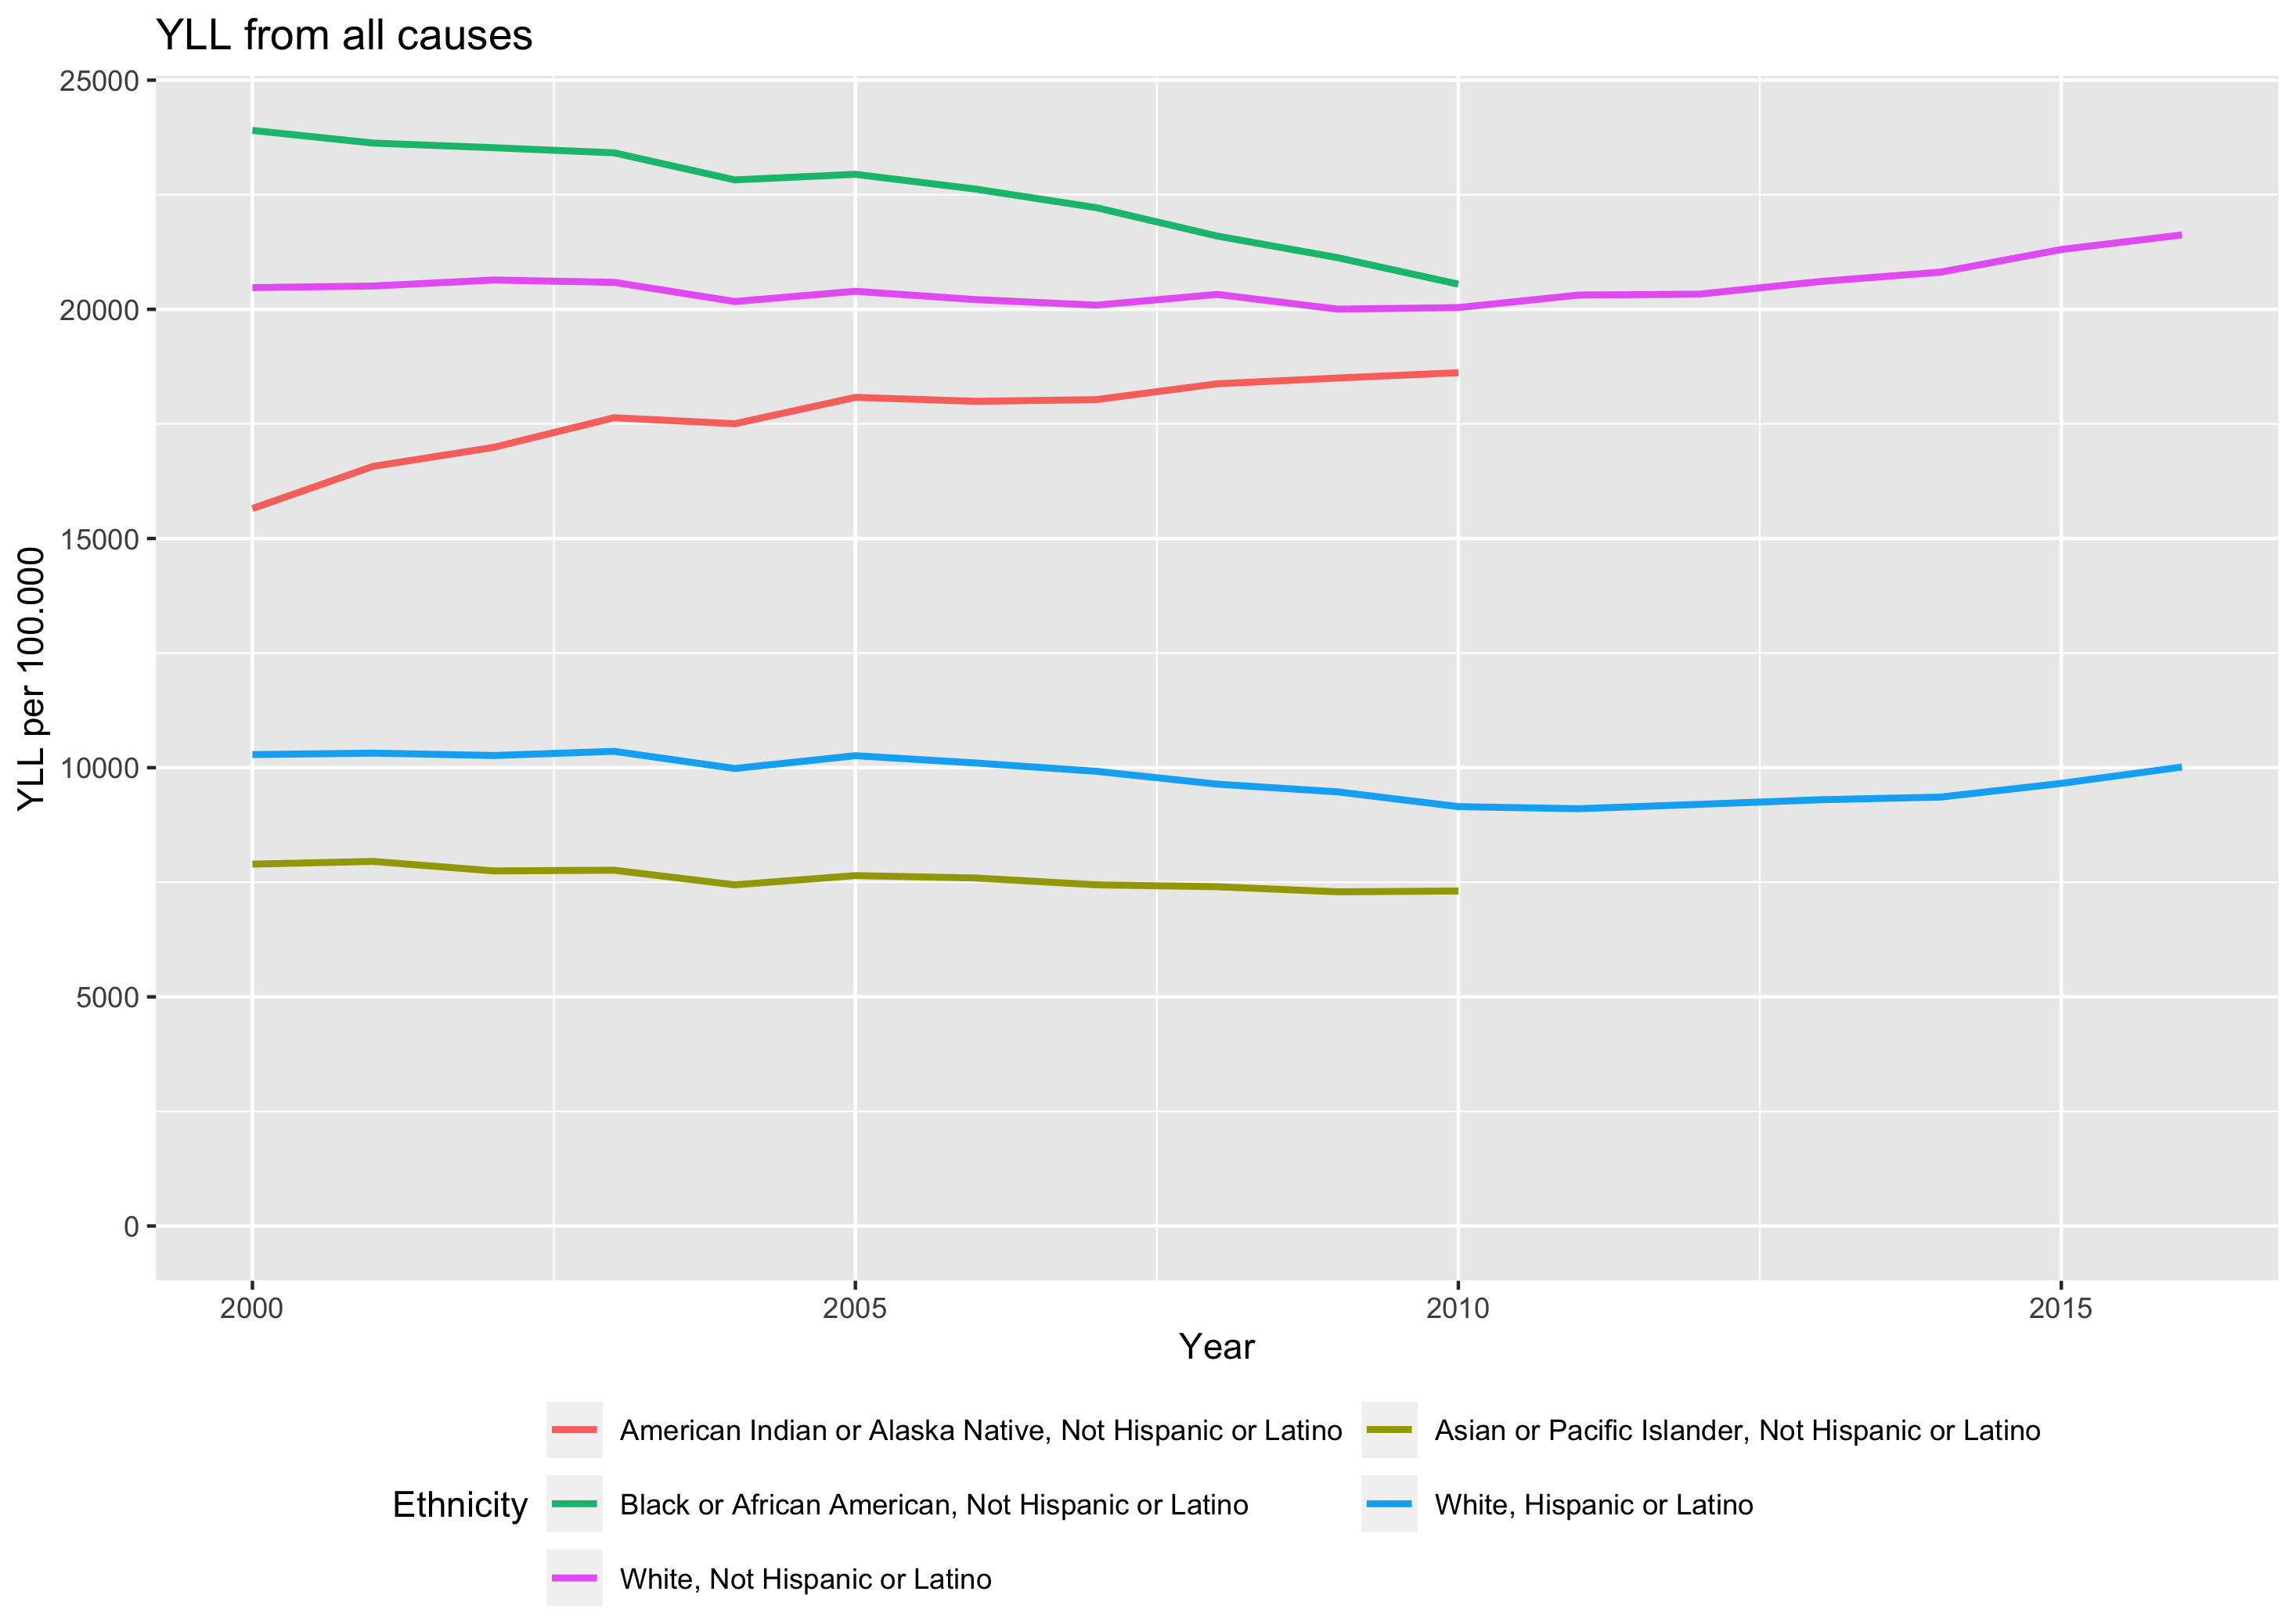 YLL from all causes
25000
20000
15000
10000
5000
0
YLL per 100.000
2000 2005 2010 2015
Year
Ethnicity
American Indian or Alaska Native, Not Hispanic or Latino
Asian or Pacific Islander, Not Hispanic or Latino
Black or African American, Not Hispanic or Latino
White, Hispanic or Latino
White, Not Hispanic or Latino